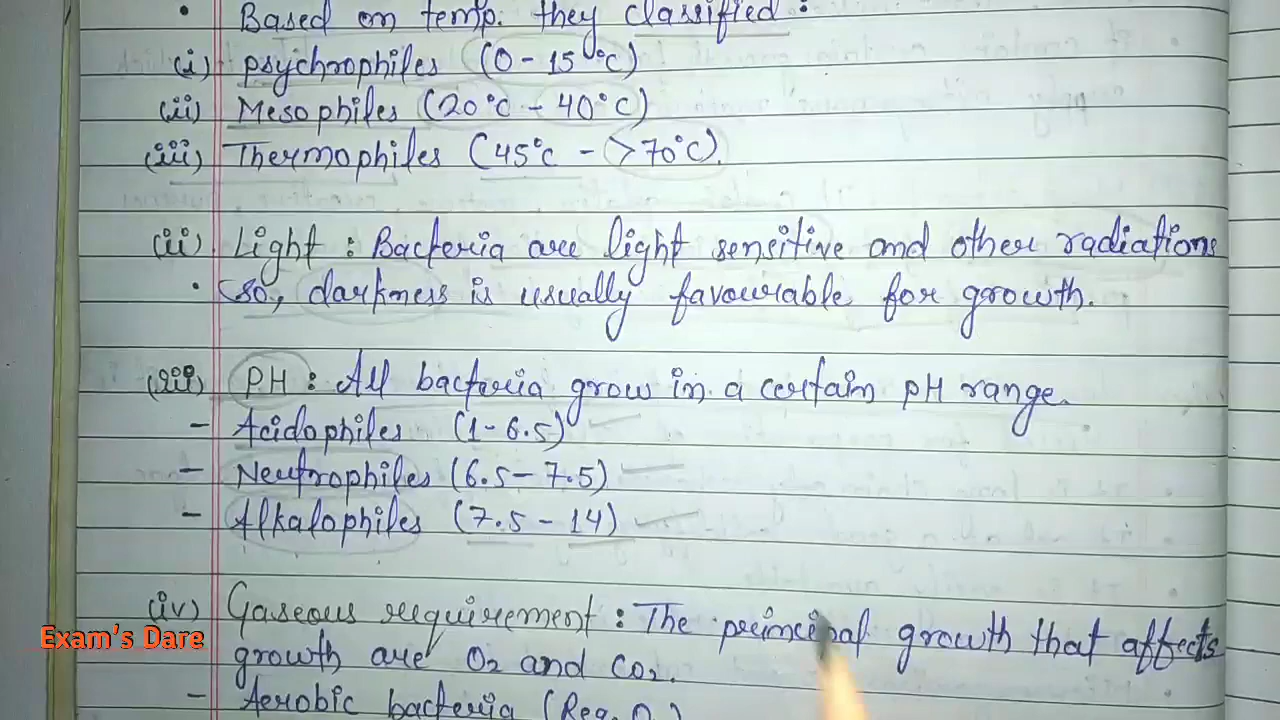 • Based on temp. they classified :
(i) psychrophiles (0 - 15°c)
(ii) Mesophiles (20°c - 40°c)
(iii) Thermophiles (45°c - >70°c).
(ii) Light : Bacteria are light sensitive and other radiations
• so, darkness is usually favourable for growth.
(iii) PH : All bacteria grow in a certain pH range.
- Acidophiles (1-6.5)
- Neutrophiles (6.5-7.5)
- Alkalophiles (7.5-14)
(iv) Gaseous requirement : The principal growth that affects
Exam's Dare
growth are O2 and CO2.
- Aerobic bacteria (Req. O2)